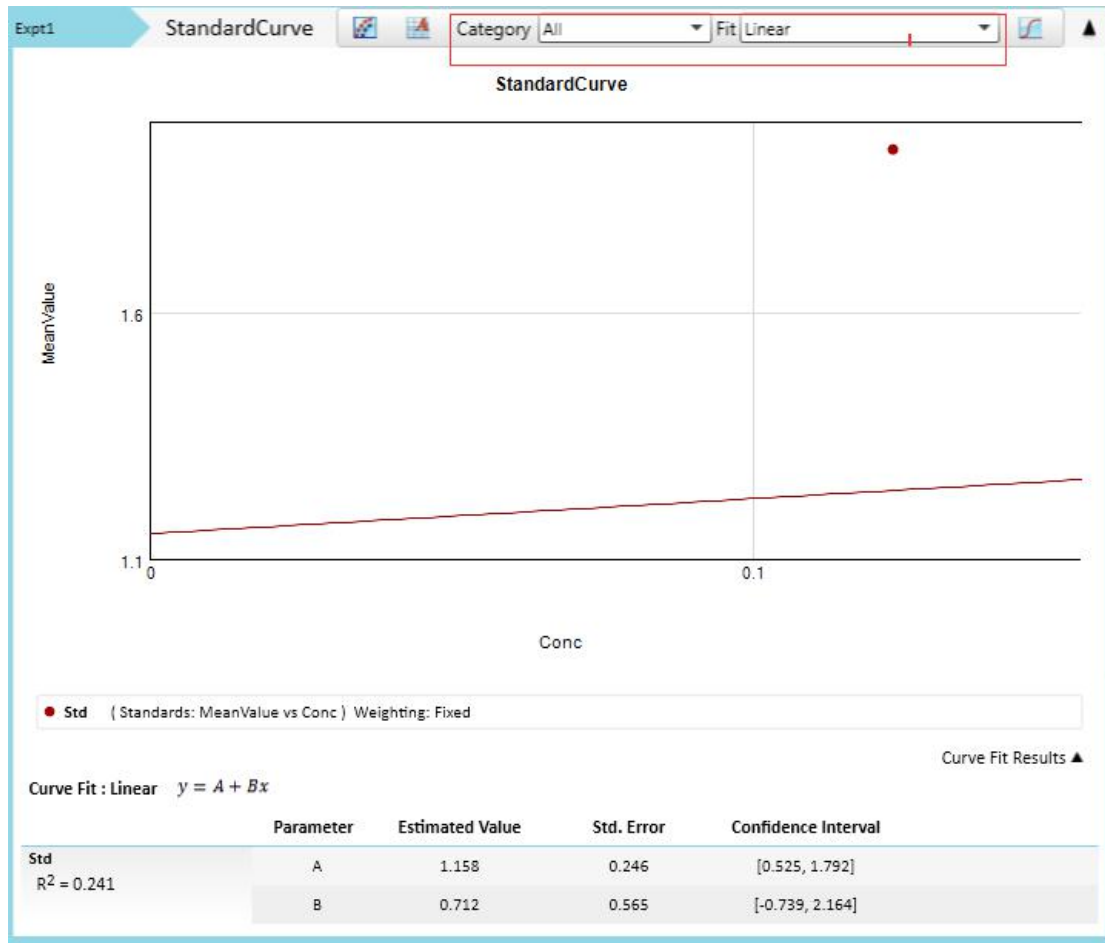 Expt1 StandardCurve Category All Fit Linear
StandardCurve
MeanValue
1.6
1.1
0 0.1
Conc
Std ( Standards: MeanValue vs Conc ) Weighting: Fixed
Curve Fit Results ▲
Curve Fit : Linear y = A + Bx
Parameter Estimated Value Std. Error Confidence Interval
Std
R² = 0.241
A 1.158 0.246 [0.525, 1.792]
B 0.712 0.565 [-0.739, 2.164]